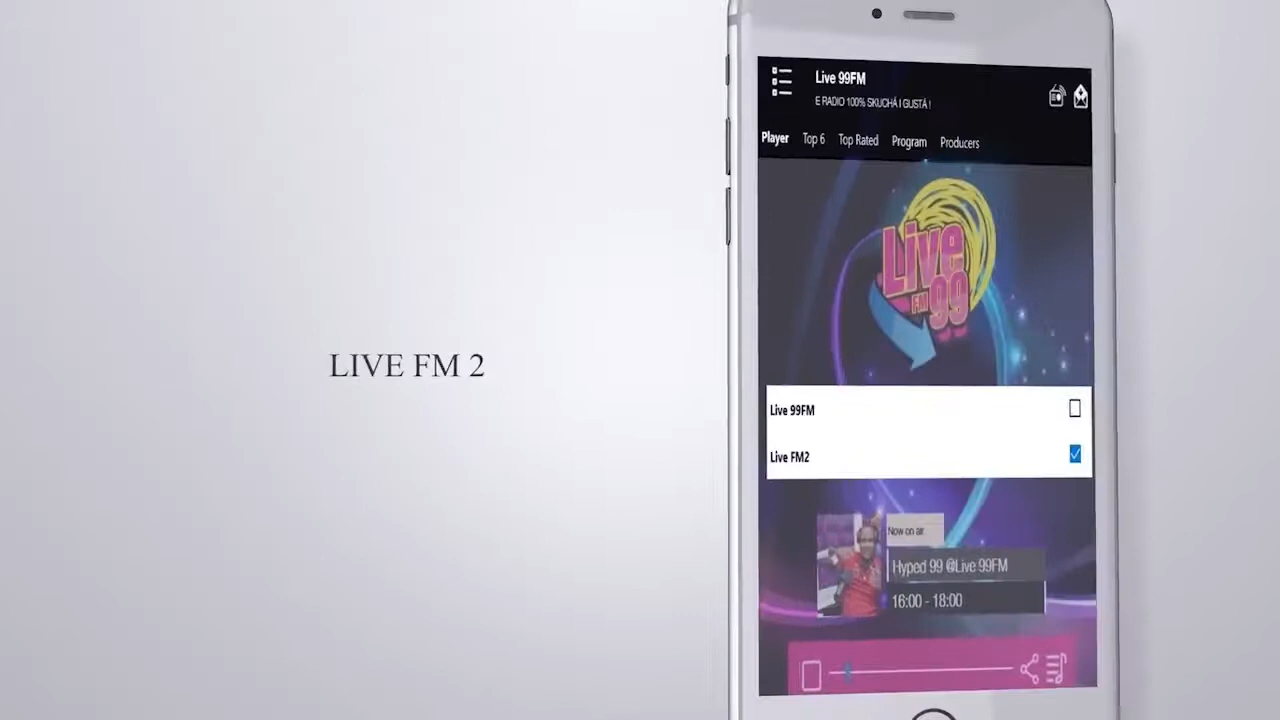 LIVE FM 2
Live 99FM
E RADIO 100% SKUCHÁ I GUSTÁ !
Player Top 6 Top Rated Program Producers
Live
FM 99
Live 99FM
Live FM2
Now on air
Hyped 99 @Live 99FM
16:00 - 18:00